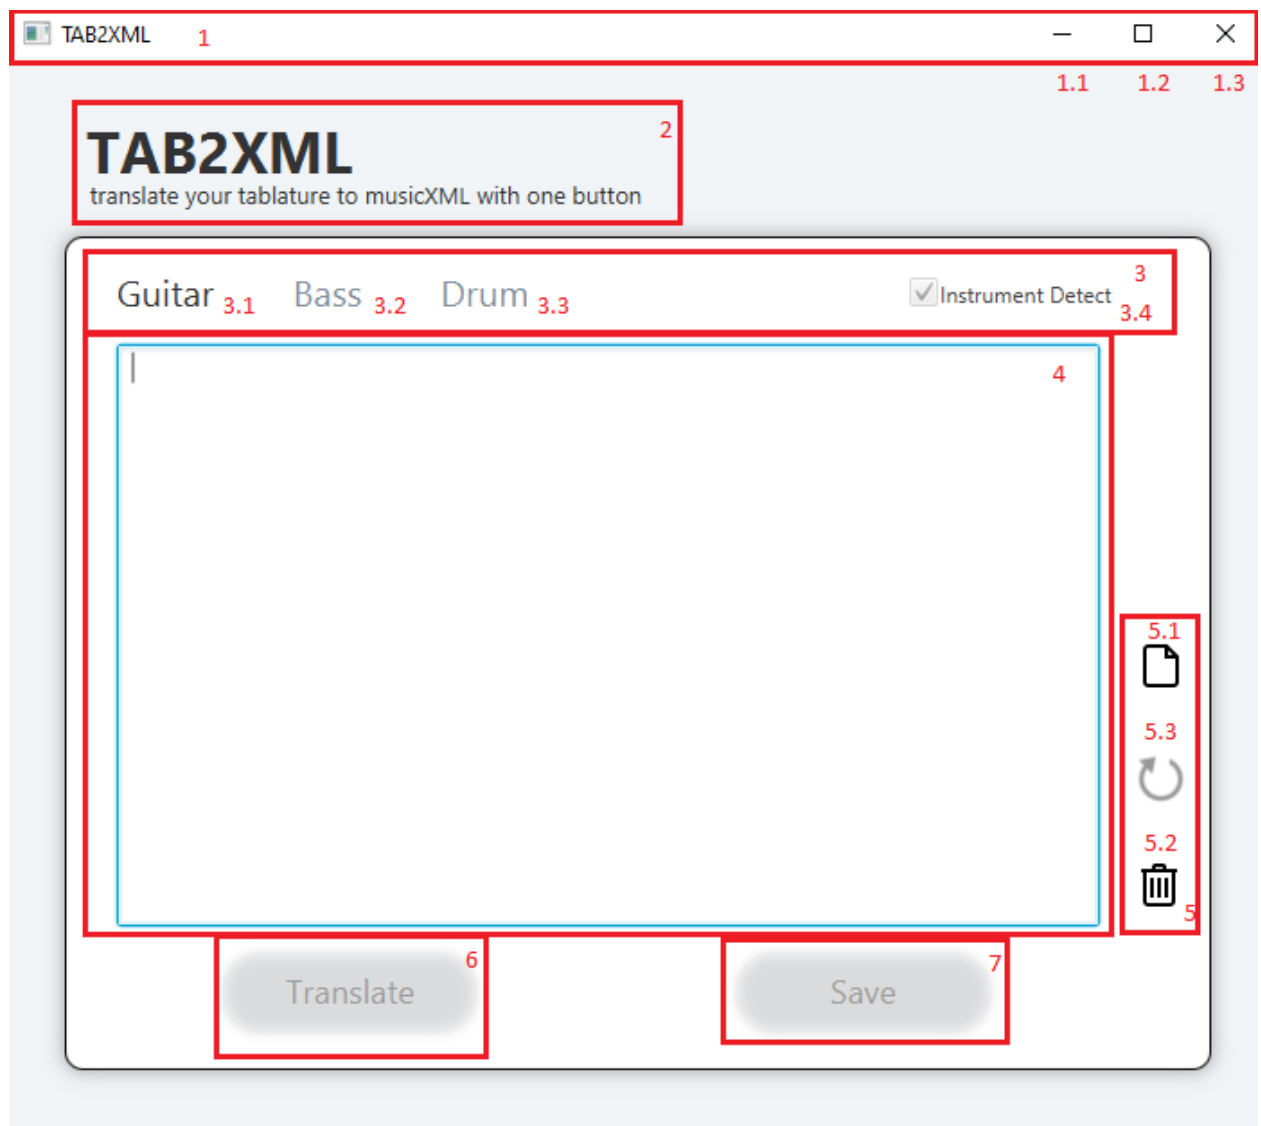 TAB2XML 1
1.1 1.2 1.3
2
TAB2XML
translate your tablature to musicXML with one button
Guitar 3.1 Bass 3.2 Drum 3.3 Instrument Detect 3
3.4
4
5.1
5.3
5.2
5
Translate 6
Save 7